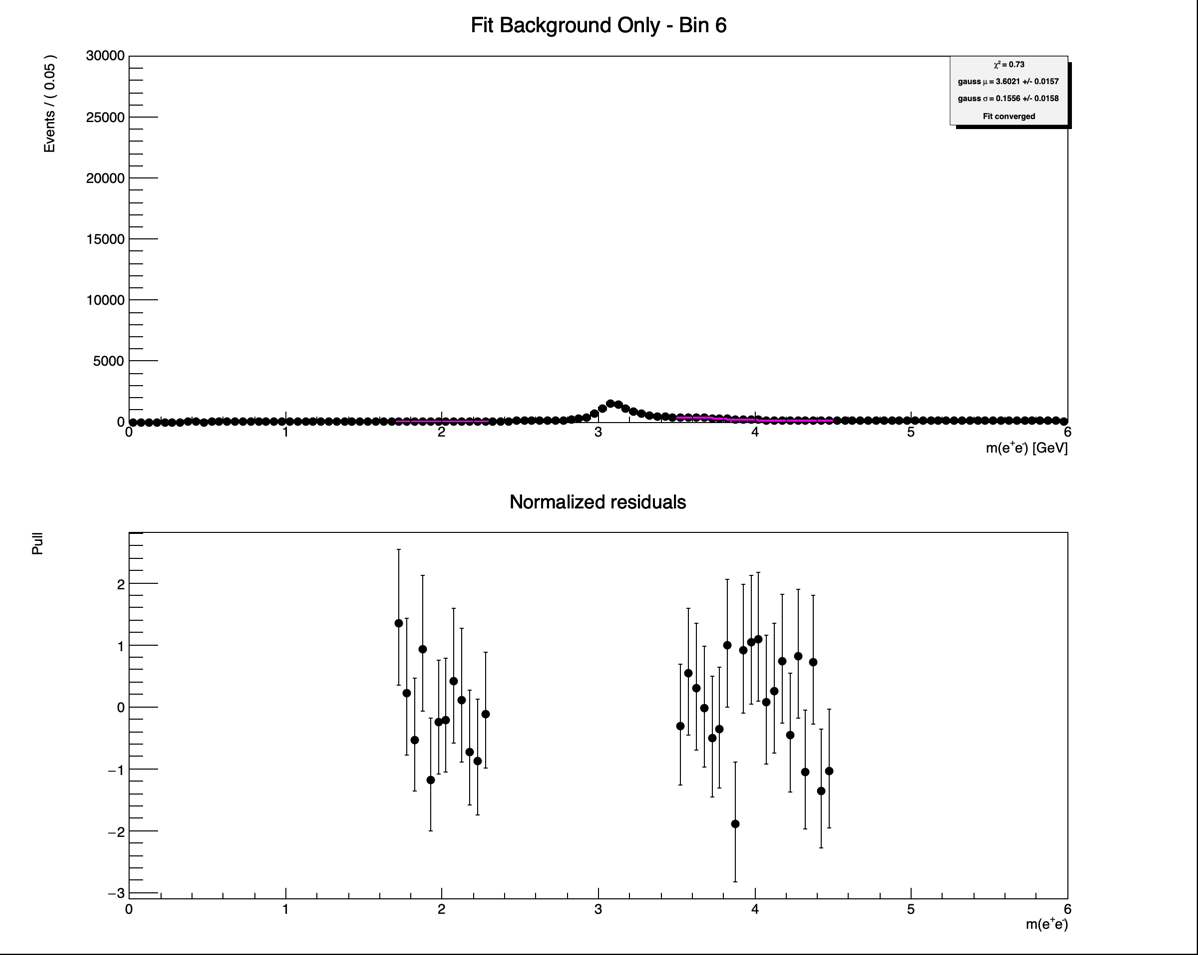 Fit Background Only - Bin 6
Events / ( 0.05 )
30000
25000
20000
15000
10000
5000
0
χ² = 0.73
gauss μ = 3.6021 +/- 0.0157
gauss σ = 0.1556 +/- 0.0158
Fit converged
0 1 2 3 4 5 6
m(e⁺e⁻) [GeV]
Normalized residuals
Pull
2
1
0
−1
−2
−3
0 1 2 3 4 5 6
m(e⁺e⁻)